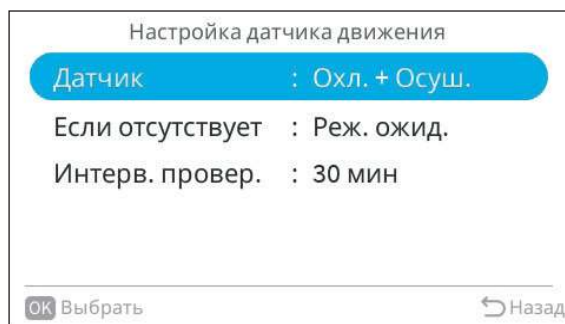 Настройка датчика движения
Датчик : Охл. + Осуш.
Если отсутствует : Реж. ожид.
Интерв. провер. : 30 мин
OK Выбрать Назад